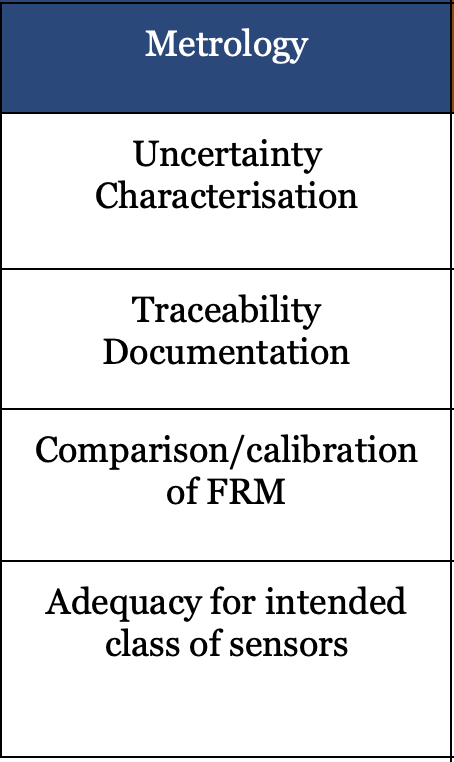 Metrology
Uncertainty
Characterisation
Traceability
Documentation
Comparison/calibration
of FRM
Adequacy for intended
class of sensors